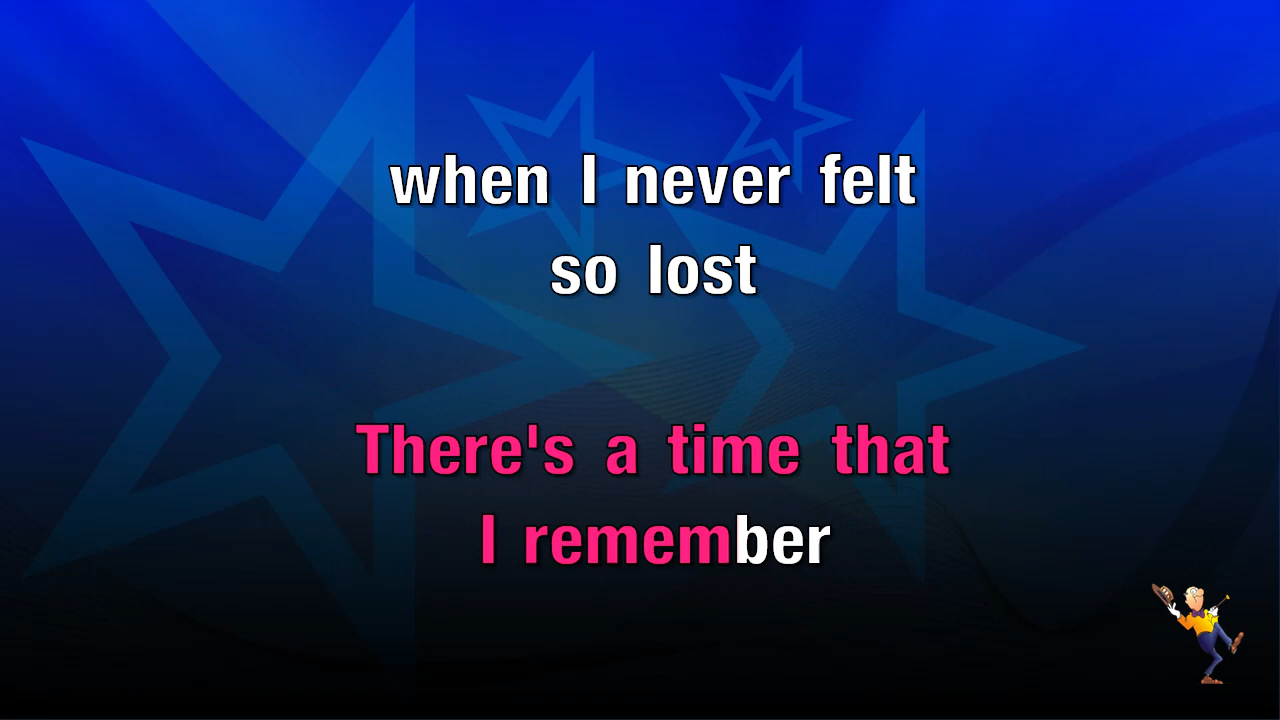 when I never felt
so lost
There's a time that
I remember